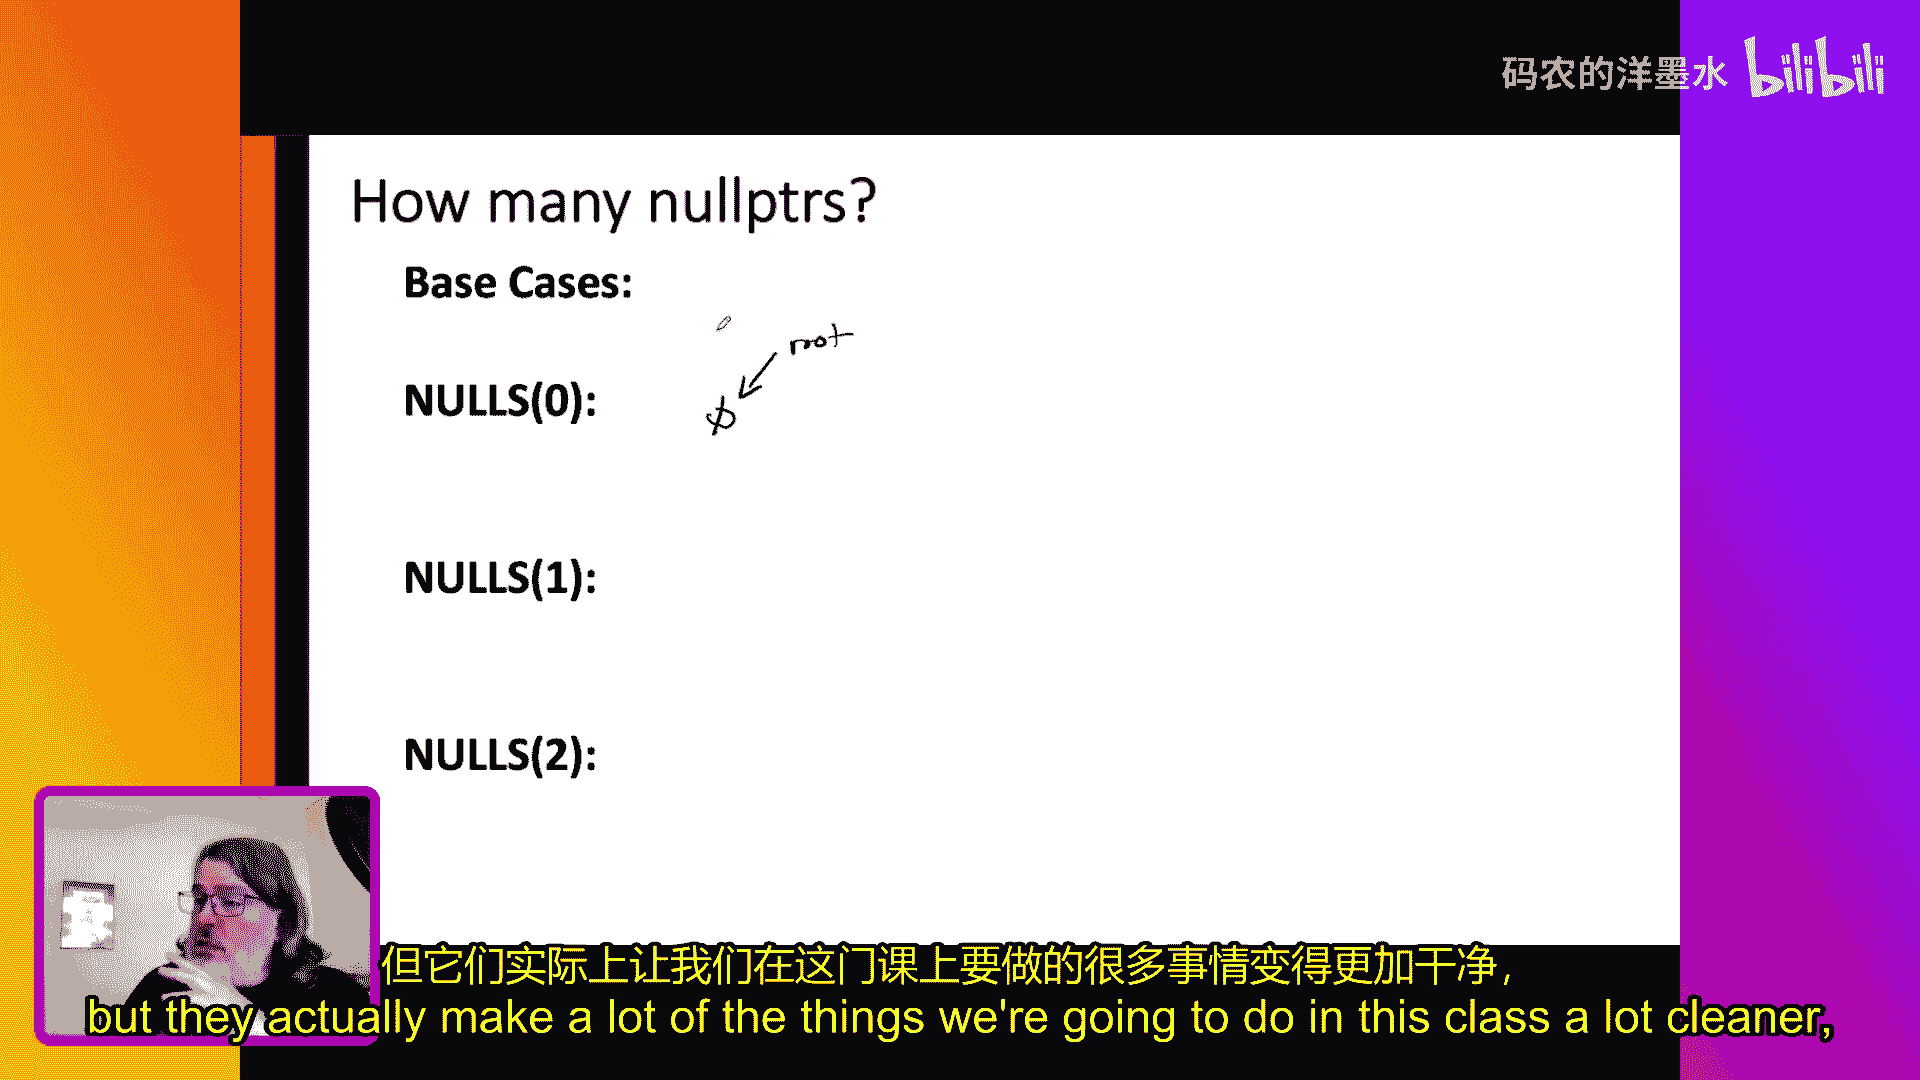 码农的洋墨水 bilibili
How many nullptrs?
Base Cases:
root
NULLS(0):
NULLS(1):
NULLS(2):
但它们实际上让我们在这门课上要做的很多事情变得更加干净，
but they actually make a lot of the things we're going to do in this class a lot cleaner,